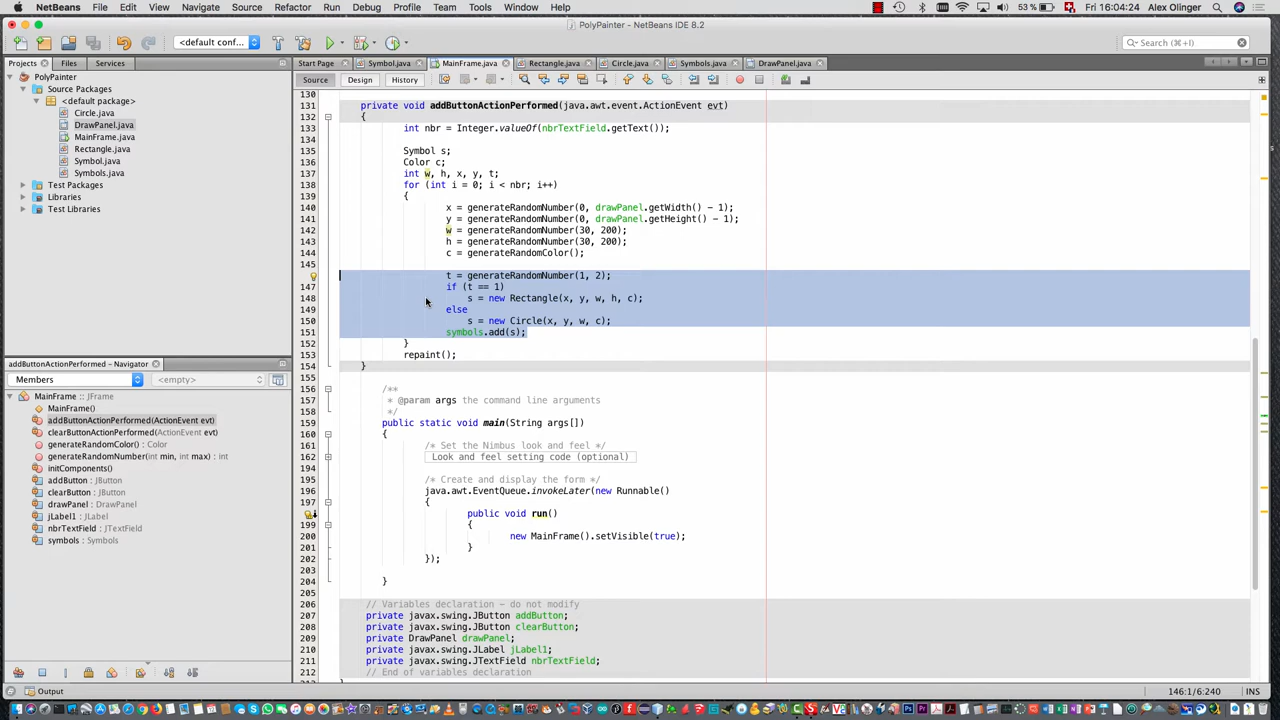 NetBeans File Edit View Navigate Source Refactor Run Debug Profile Team Tools Window Help 53 % Fri 16:04:24 Alex Olinger
PolyPainter - NetBeans IDE 8.2
<default conf... Search (⌘+I)
Projects Files Services
Start Page Symbol.java MainFrame.java Rectangle.java Circle.java Symbols.java DrawPanel.java
Source Design History
PolyPainter
Source Packages
<default package>
Circle.java
DrawPanel.java
MainFrame.java
Rectangle.java
Symbol.java
Symbols.java
Test Packages
Libraries
Test Libraries
addButtonActionPerformed - Navigator
Members <empty>
MainFrame :: JFrame
MainFrame()
addButtonActionPerformed(ActionEvent evt)
clearButtonActionPerformed(ActionEvent evt)
generateRandomColor() : Color
generateRandomNumber(int min, int max) : int
initComponents()
addButton : JButton
clearButton : JButton
drawPanel : DrawPanel
jLabel1 : JLabel
nbrTextField : JTextField
symbols : Symbols
130
131 private void addButtonActionPerformed(java.awt.event.ActionEvent evt)
132 {
133 int nbr = Integer.valueOf(nbrTextField.getText());
134
135 Symbol s;
136 Color c;
137 int w, h, x, y, t;
138 for (int i = 0; i < nbr; i++)
139 {
140 x = generateRandomNumber(0, drawPanel.getWidth() - 1);
141 y = generateRandomNumber(0, drawPanel.getHeight() - 1);
142 w = generateRandomNumber(30, 200);
143 h = generateRandomNumber(30, 200);
144 c = generateRandomColor();
145
t = generateRandomNumber(1, 2);
147 if (t == 1)
148 s = new Rectangle(x, y, w, h, c);
149 else
150 s = new Circle(x, y, w, c);
151 symbols.add(s);
152 }
153 repaint();
154 }
155
156 /**
157 * @param args the command line arguments
158 */
159 public static void main(String args[])
160 {
161 /* Set the Nimbus look and feel */
162 Look and feel setting code (optional)
194
195 /* Create and display the form */
196 java.awt.EventQueue.invokeLater(new Runnable()
197 {
public void run()
199 {
200 new MainFrame().setVisible(true);
201 }
202 });
203
204 }
205
206 // Variables declaration - do not modify
207 private javax.swing.JButton addButton;
208 private javax.swing.JButton clearButton;
209 private DrawPanel drawPanel;
210 private javax.swing.JLabel jLabel1;
211 private javax.swing.JTextField nbrTextField;
212 // End of variables declaration
Output 146:1/6:240 INS